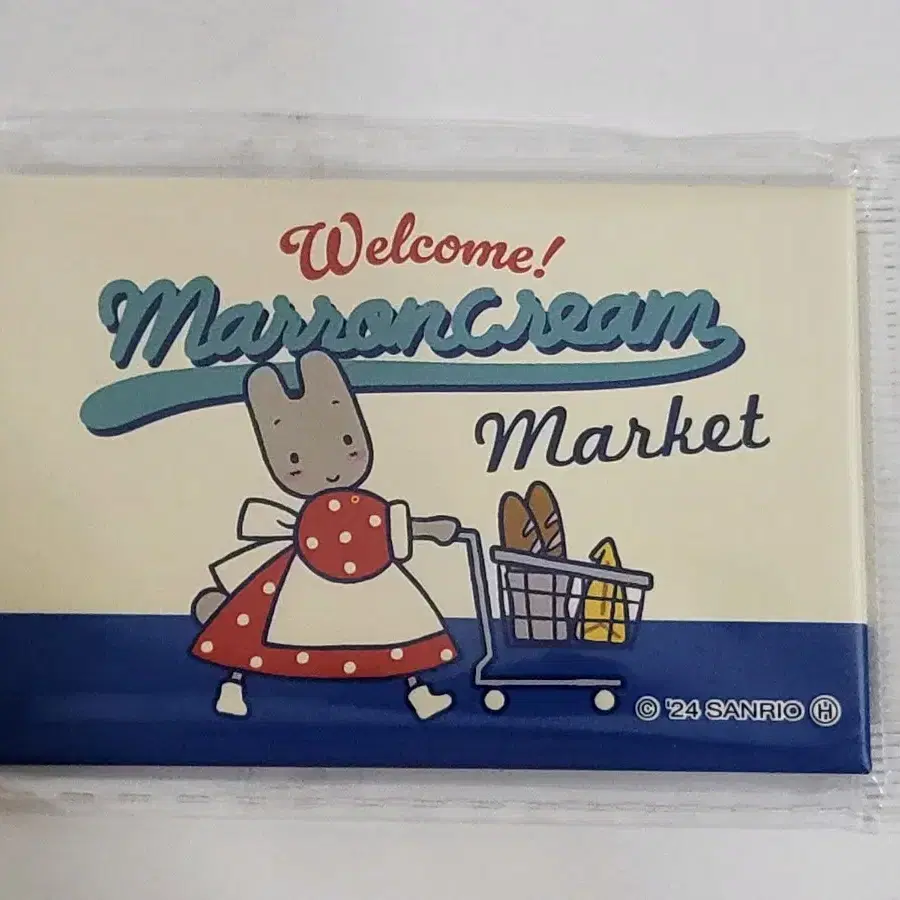 Welcome!
MarronCream
Market
© '24 SANRIO Ⓗ